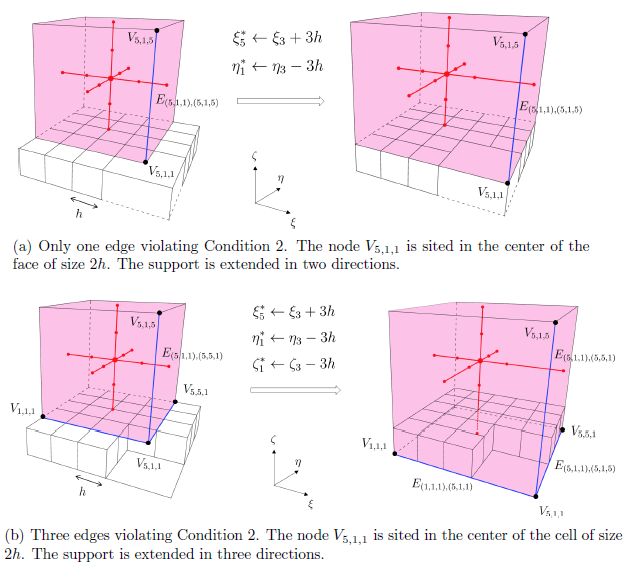 V₅,₁,₅
ξ₅* ← ξ₃ + 3h
η₁* ← η₃ − 3h
V₅,₁,₅
E₍₅,₁,₁₎,₍₅,₁,₅₎
E₍₅,₁,₁₎,₍₅,₁,₅₎
V₅,₁,₁
ζ
η
ξ
V₅,₁,₁
h
(a) Only one edge violating Condition 2. The node V₅,₁,₁ is sited in the center of the
face of size 2h. The support is extended in two directions.
V₅,₁,₅
ξ₅* ← ξ₃ + 3h
η₁* ← η₃ − 3h
ζ₁* ← ζ₃ − 3h
V₅,₁,₅
E₍₅,₁,₁₎,₍₅,₅,₁₎
E₍₅,₁,₁₎,₍₅,₅,₁₎
V₅,₅,₁
V₁,₁,₁
V₅,₅,₁
V₁,₁,₁
V₅,₁,₁
E₍₅,₁,₁₎,₍₅,₁,₅₎
E₍₁,₁,₁₎,₍₅,₁,₁₎
ζ
η
ξ
h
V₅,₁,₁
(b) Three edges violating Condition 2. The node V₅,₁,₁ is sited in the center of the cell of size
2h. The support is extended in three directions.